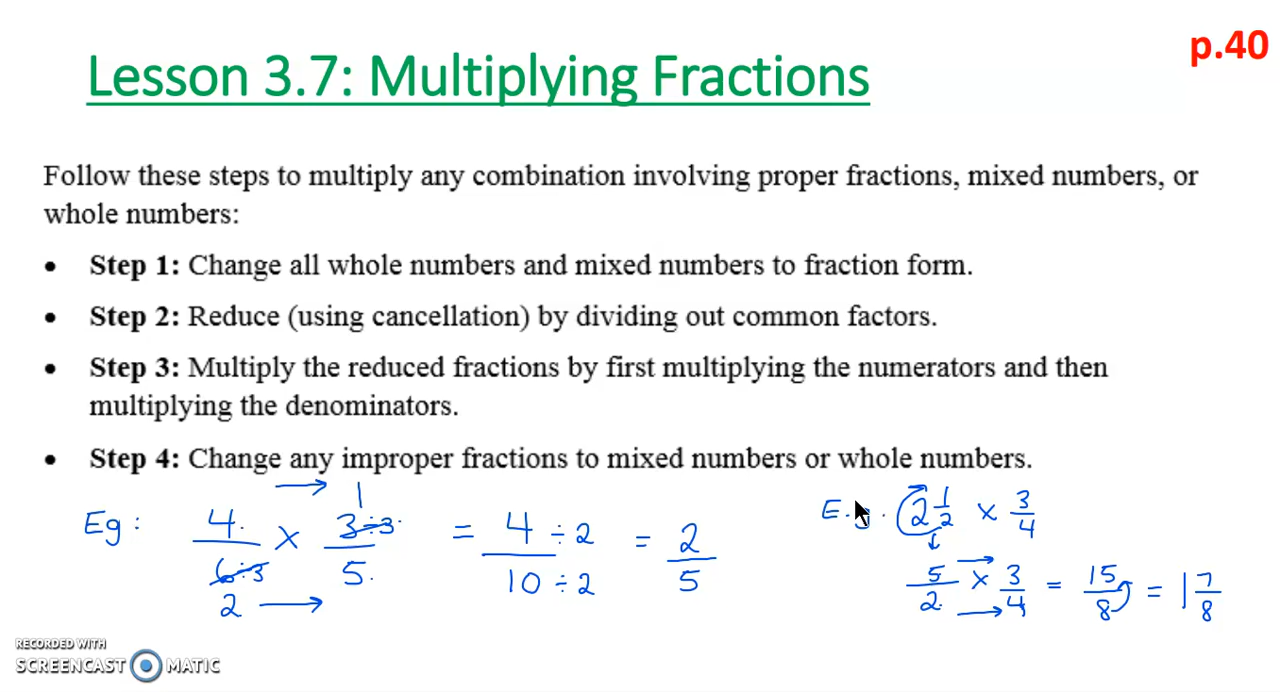 p.40
Lesson 3.7: Multiplying Fractions
Follow these steps to multiply any combination involving proper fractions, mixed numbers, or
whole numbers:
• Step 1: Change all whole numbers and mixed numbers to fraction form.
• Step 2: Reduce (using cancellation) by dividing out common factors.
• Step 3: Multiply the reduced fractions by first multiplying the numerators and then
multiplying the denominators.
• Step 4: Change any improper fractions to mixed numbers or whole numbers.
Eg: 4/6÷3 × 3÷3/5 = 4÷2/10÷2 = 2/5
1
2
E.g. 2 1/2 × 3/4
5/2 × 3/4 = 15/8 = 1 7/8
RECORDED WITH
SCREENCAST MATIC